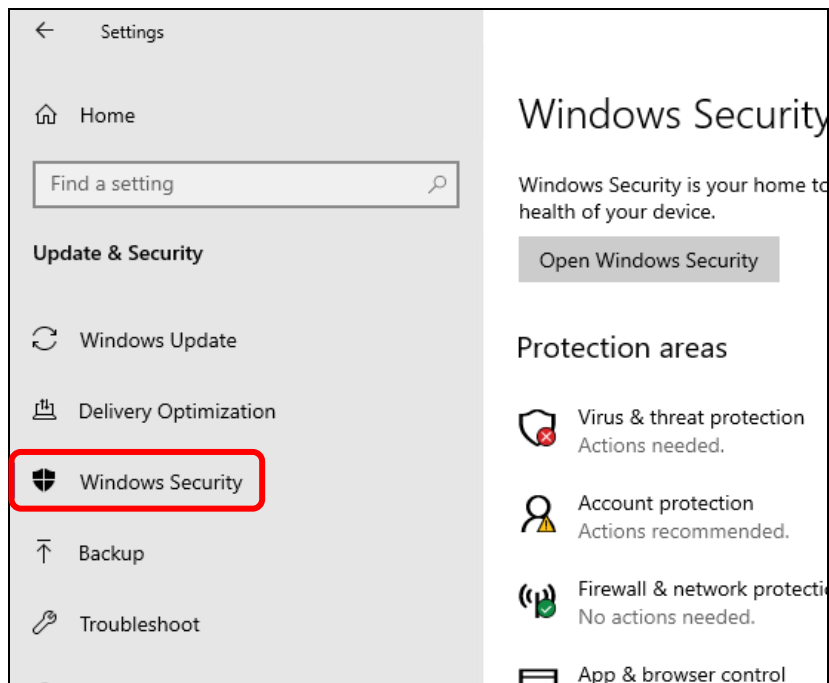 Settings
Home
Find a setting
Update & Security
Windows Update
Delivery Optimization
Windows Security
Backup
Troubleshoot
Windows Security
Windows Security is your home to
health of your device.
Open Windows Security
Protection areas
Virus & threat protection
Actions needed.
Account protection
Actions recommended.
Firewall & network protectio
No actions needed.
App & browser control